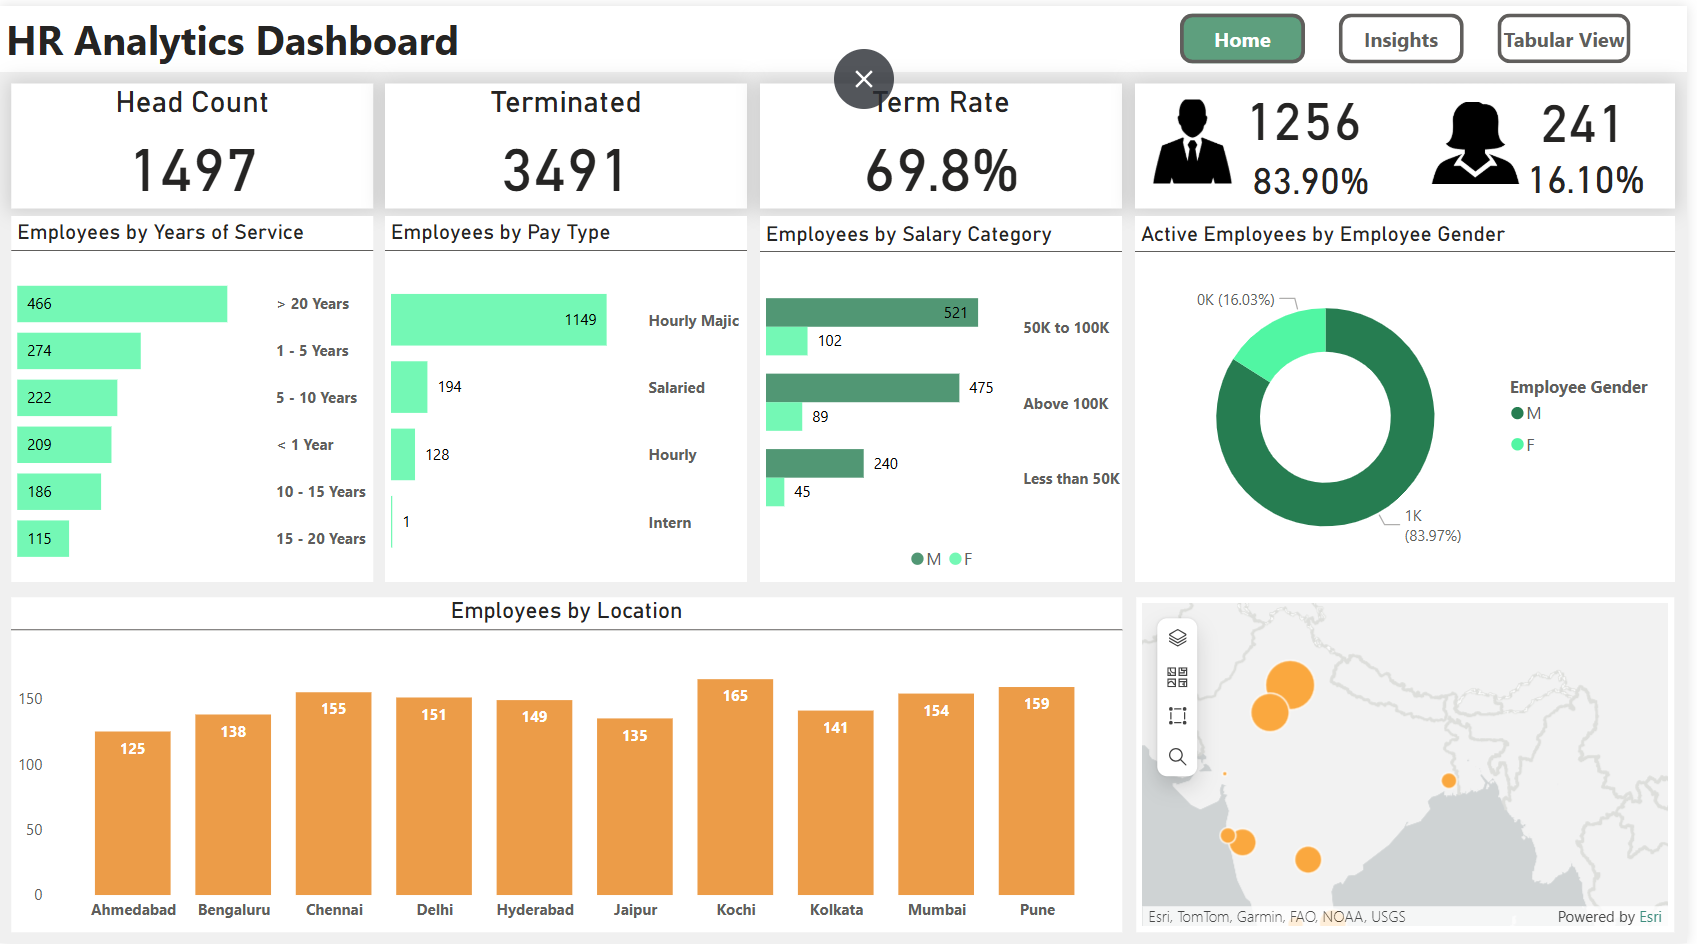 HR Analytics Dashboard
Home
Insights
Tabular View
Head Count
1497
Terminated
3491
Term Rate
69.8%
1256
83.90%
241
16.10%
Employees by Years of Service
466
> 20 Years
274
1 - 5 Years
222
5 - 10 Years
209
< 1 Year
186
10 - 15 Years
115
15 - 20 Years
Employees by Pay Type
1149
Hourly Majic
194
Salaried
128
Hourly
1
Intern
Employees by Salary Category
521
102
50K to 100K
475
89
Above 100K
240
45
Less than 50K
M F
Active Employees by Employee Gender
0K (16.03%)
1K
(83.97%)
Employee Gender
M
F
Employees by Location
150
100
50
0
125
138
155
151
149
135
165
141
154
159
Ahmedabad Bengaluru Chennai Delhi Hyderabad Jaipur Kochi Kolkata Mumbai Pune
Esri, TomTom, Garmin, FAO, NOAA, USGS
Powered by Esri